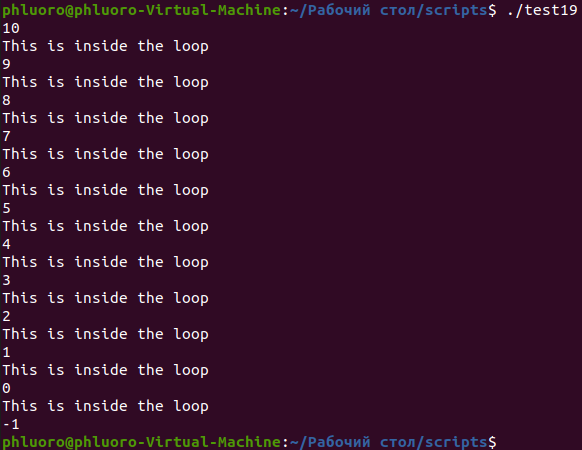 phluoro@phluoro-Virtual-Machine:~/Рабочий стол/scripts$ ./test19
10
This is inside the loop
9
This is inside the loop
8
This is inside the loop
7
This is inside the loop
6
This is inside the loop
5
This is inside the loop
4
This is inside the loop
3
This is inside the loop
2
This is inside the loop
1
This is inside the loop
0
This is inside the loop
-1
phluoro@phluoro-Virtual-Machine:~/Рабочий стол/scripts$